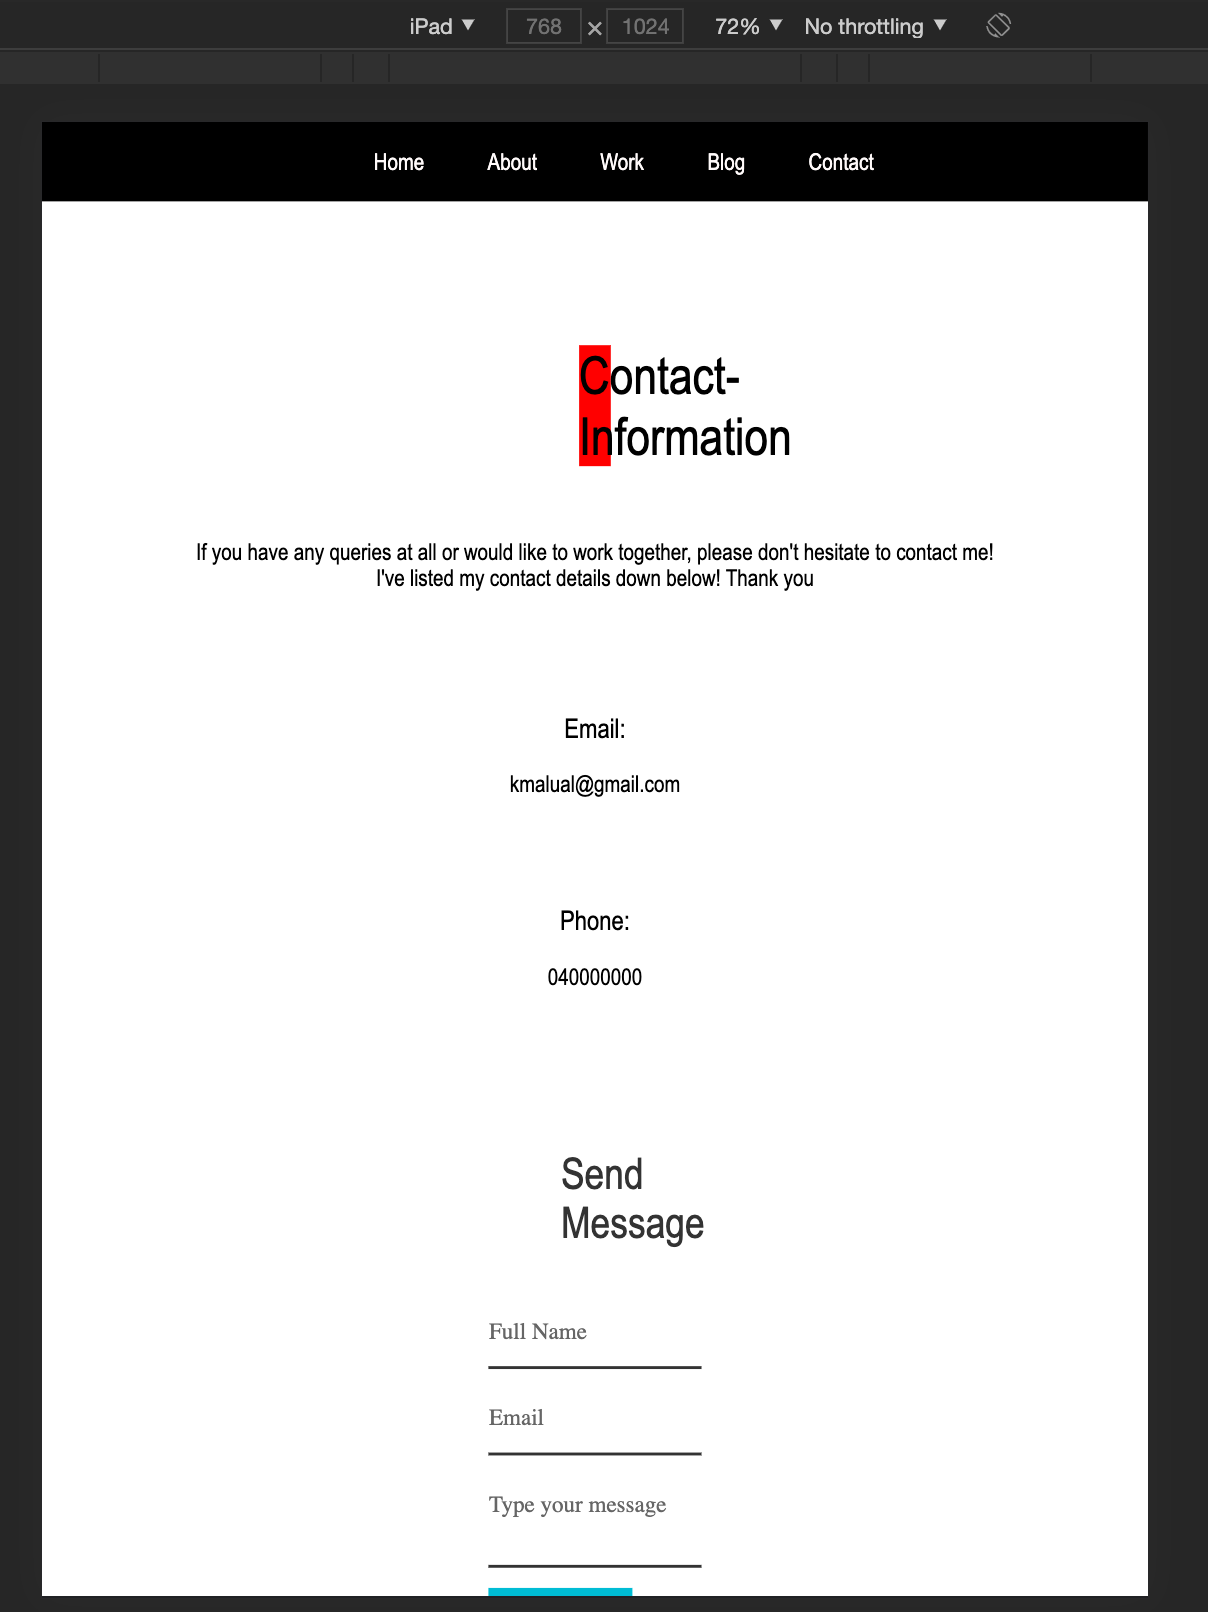 iPad ▼ 768 × 1024 72% ▼ No throttling ▼
Home About Work Blog Contact
Contact-
Information
If you have any queries at all or would like to work together, please don't hesitate to contact me!
I've listed my contact details down below! Thank you
Email:
kmalual@gmail.com
Phone:
040000000
Send
Message
Full Name
Email
Type your message